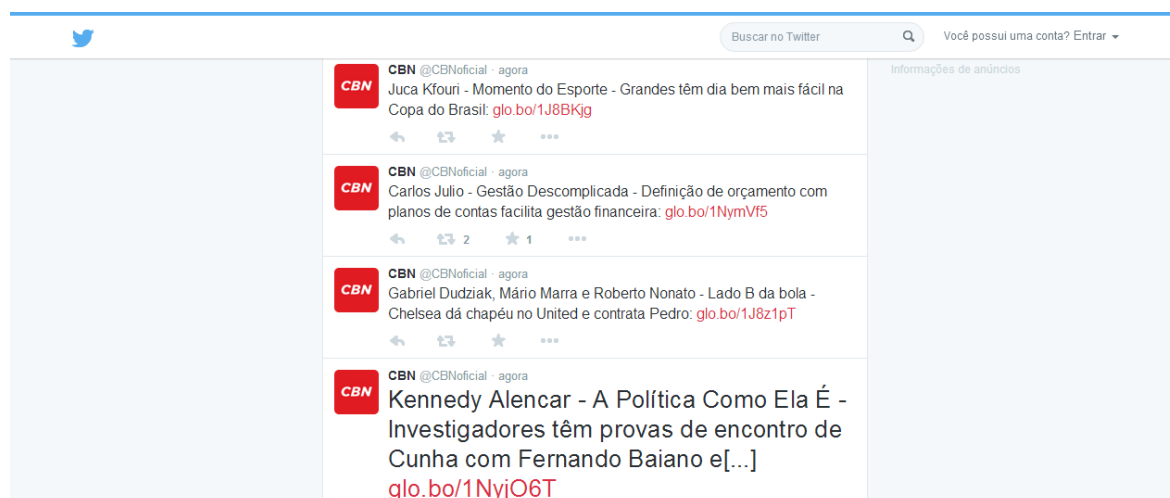 Buscar no Twitter
Você possui uma conta? Entrar
Informações de anúncios
CBN
CBN @CBNoficial · agora
Juca Kfouri - Momento do Esporte - Grandes têm dia bem mais fácil na
Copa do Brasil: glo.bo/1J8BKjg
CBN
CBN @CBNoficial · agora
Carlos Julio - Gestão Descomplicada - Definição de orçamento com
planos de contas facilita gestão financeira: glo.bo/1NymVf5
2 1
CBN
CBN @CBNoficial · agora
Gabriel Dudziak, Mário Marra e Roberto Nonato - Lado B da bola -
Chelsea dá chapéu no United e contrata Pedro: glo.bo/1J8z1pT
CBN
CBN @CBNoficial · agora
Kennedy Alencar - A Política Como Ela É -
Investigadores têm provas de encontro de
Cunha com Fernando Baiano e[...]
glo.bo/1NyjO6T